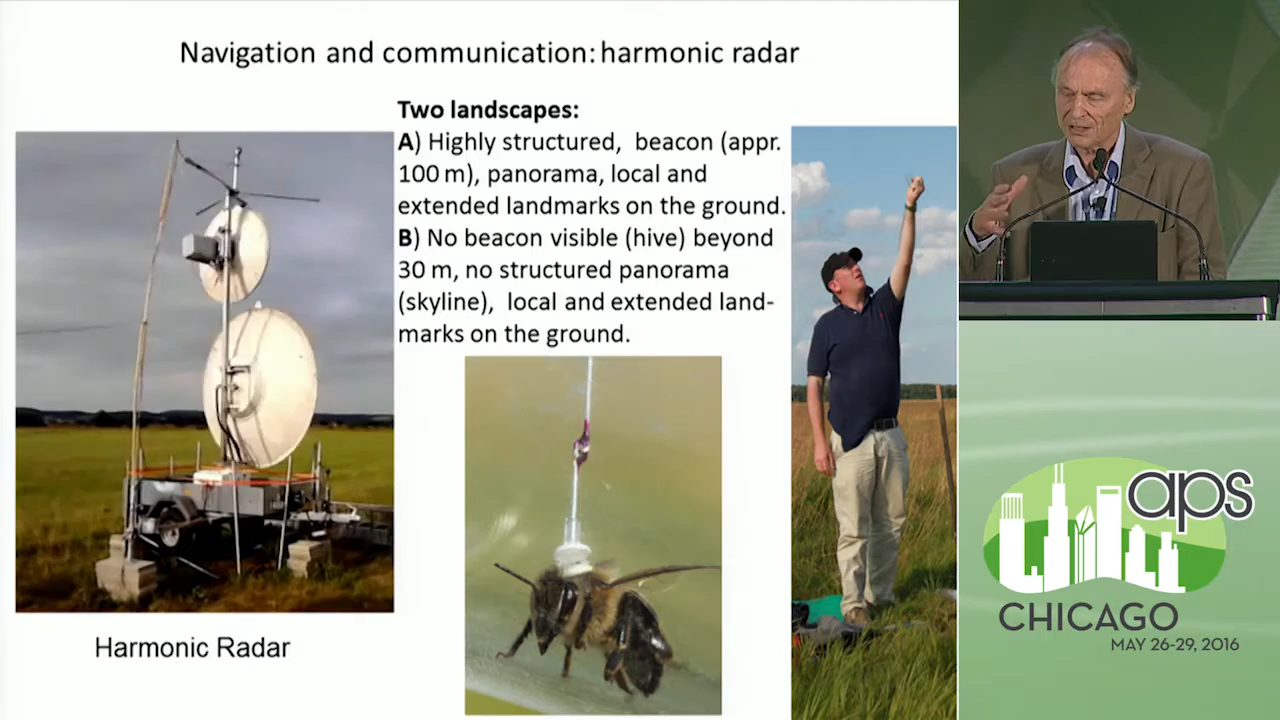 Navigation and communication: harmonic radar
Two landscapes:
A) Highly structured, beacon (appr.
100 m), panorama, local and
extended landmarks on the ground.
B) No beacon visible (hive) beyond
30 m, no structured panorama
(skyline), local and extended land-
marks on the ground.
Harmonic Radar
aps
CHICAGO
MAY 26-29, 2016